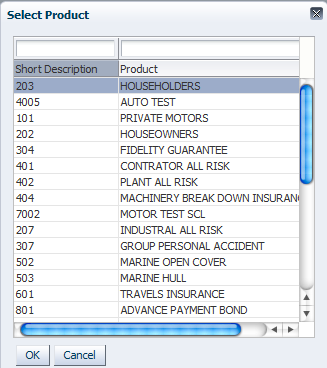 Select Product
Short Description Product
203 HOUSEHOLDERS
4005 AUTO TEST
101 PRIVATE MOTORS
202 HOUSEOWNERS
304 FIDELITY GUARANTEE
401 CONTRATOR ALL RISK
402 PLANT ALL RISK
404 MACHINERY BREAK DOWN INSURANC
7002 MOTOR TEST SCL
207 INDUSTRAL ALL RISK
307 GROUP PERSONAL ACCIDENT
502 MARINE OPEN COVER
503 MARINE HULL
601 TRAVELS INSURANCE
801 ADVANCE PAYMENT BOND
OK Cancel